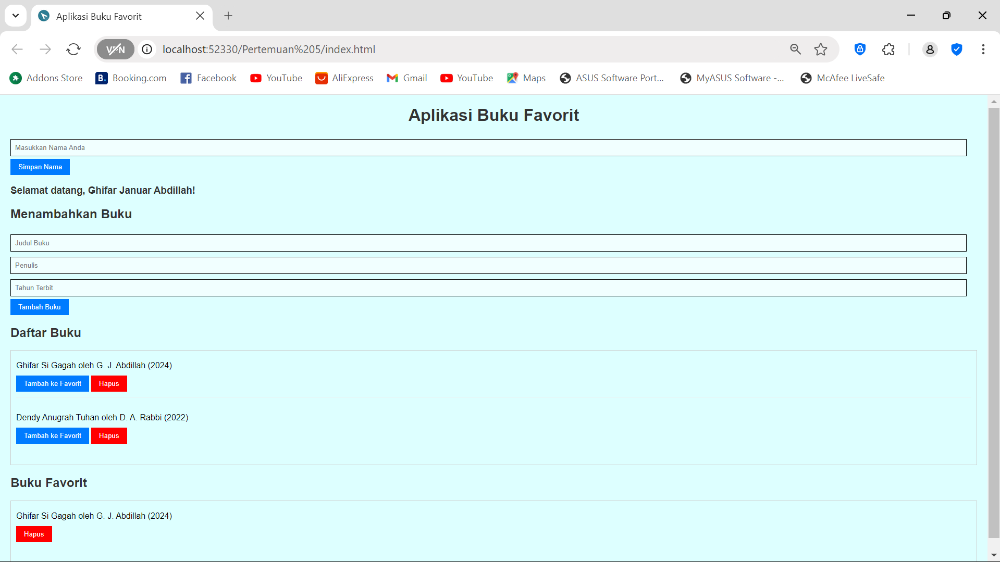 Aplikasi Buku Favorit
VPN localhost:52330/Pertemuan%205/index.html
Addons Store B. Booking.com Facebook YouTube AliExpress Gmail YouTube Maps ASUS Software Port... MyASUS Software -... McAfee LiveSafe
Aplikasi Buku Favorit
Masukkan Nama Anda
Simpan Nama
Selamat datang, Ghifar Januar Abdillah!
Menambahkan Buku
Judul Buku
Penulis
Tahun Terbit
Tambah Buku
Daftar Buku
Ghifar Si Gagah oleh G. J. Abdillah (2024)
Tambah ke Favorit Hapus
Dendy Anugrah Tuhan oleh D. A. Rabbi (2022)
Tambah ke Favorit Hapus
Buku Favorit
Ghifar Si Gagah oleh G. J. Abdillah (2024)
Hapus